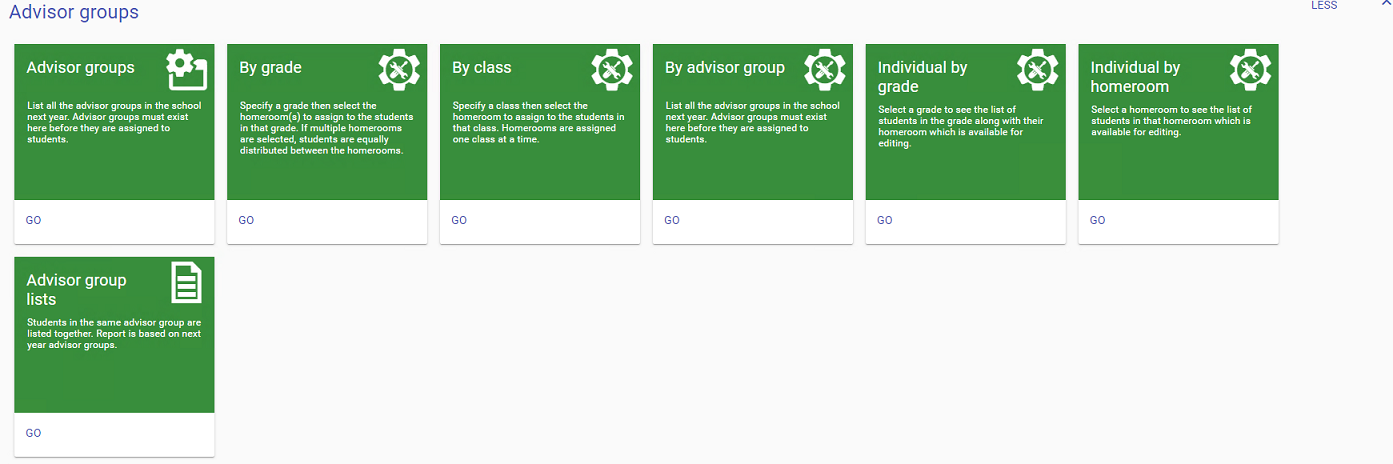 Advisor groups
LESS
Advisor groups
List all the advisor groups in the school
next year. Advisor groups must exist
here before they are assigned to
students.
GO
By grade
Specify a grade then select the
homeroom(s) to assign to the students
in that grade. If multiple homerooms
are selected, students are equally
distributed between the homerooms.
GO
By class
Specify a class then select the
homeroom to assign to the students in
that class. Homerooms are assigned
one class at a time.
GO
By advisor group
List all the advisor groups in the school
next year. Advisor groups must exist
here before they are assigned to
students.
GO
Individual by
grade
Select a grade to see the list of
students in the grade along with their
homeroom which is available for
editing.
GO
Individual by
homeroom
Select a homeroom to see the list of
students in that homeroom which is
available for editing.
GO
Advisor group
lists
Students in the same advisor group are
listed together. Report is based on next
year advisor groups.
GO